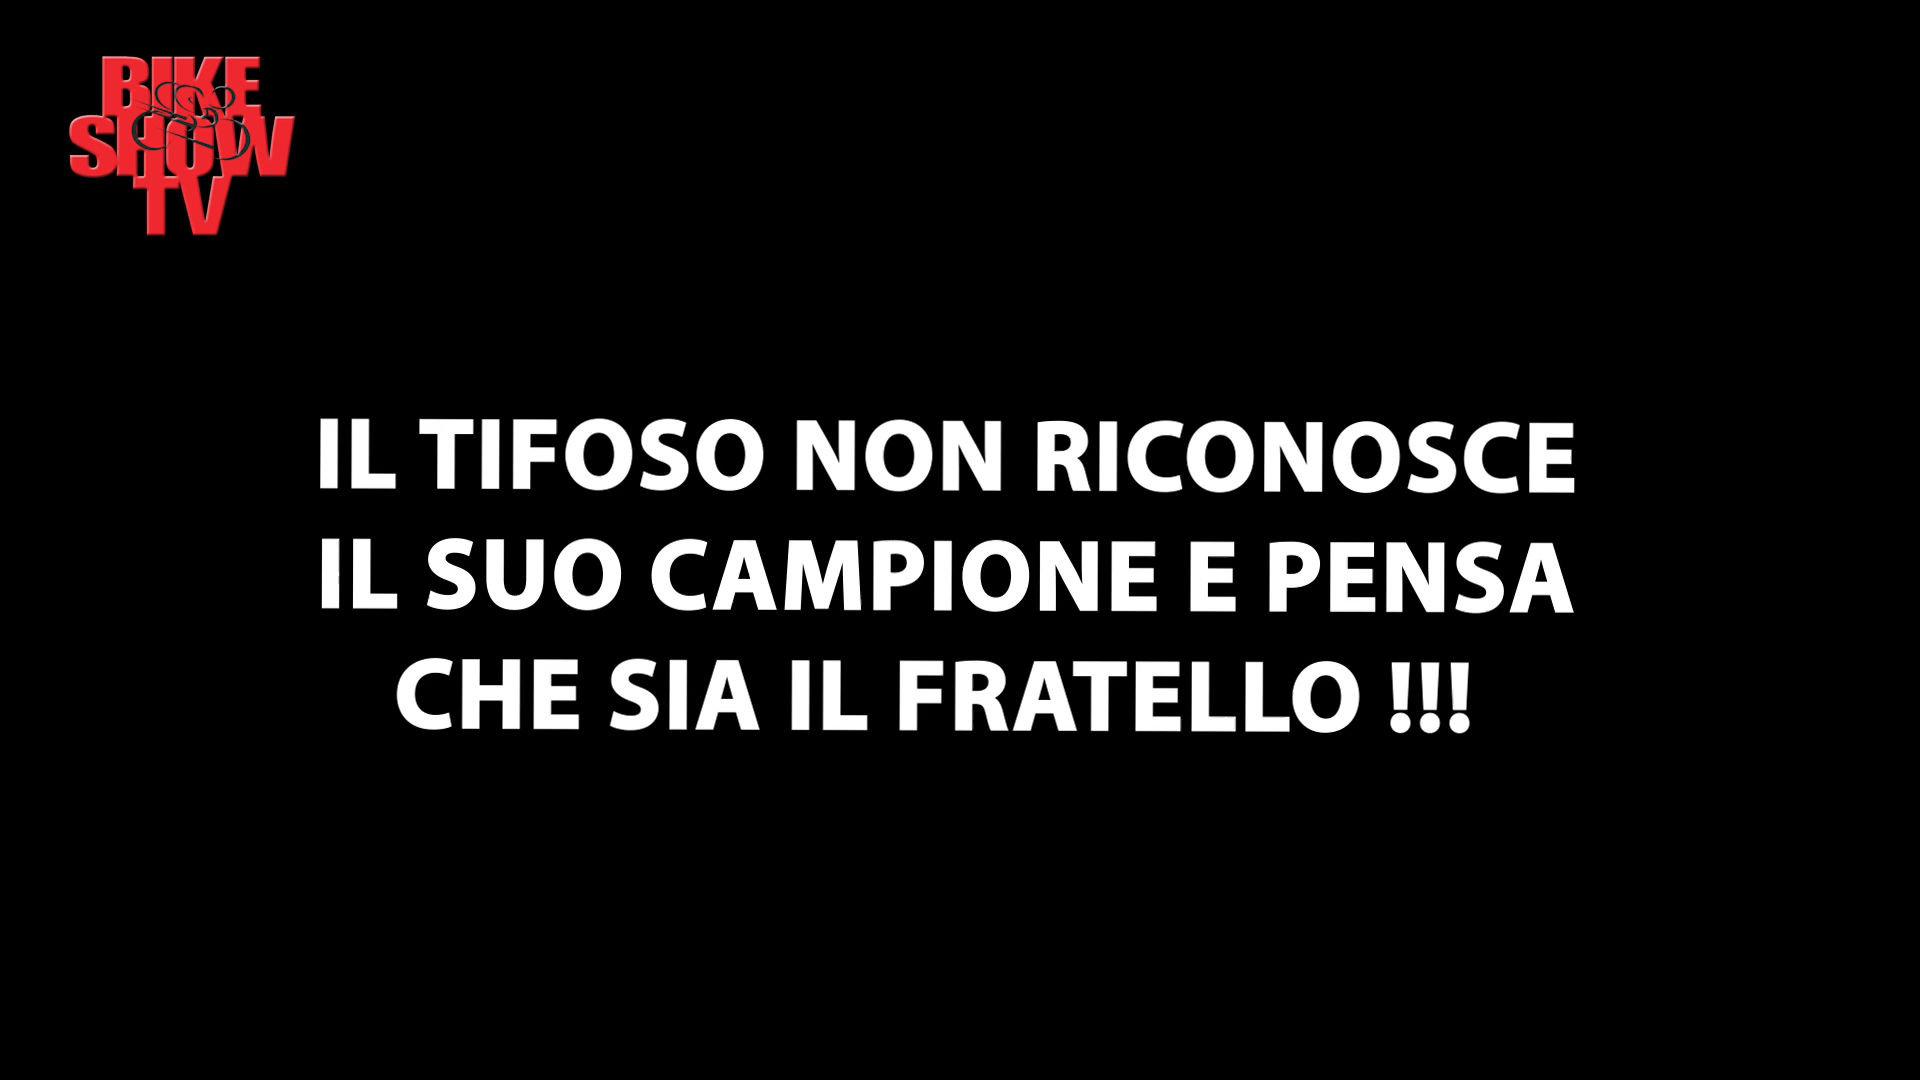 BIKE
SHOW
TV
IL TIFOSO NON RICONOSCE
IL SUO CAMPIONE E PENSA
CHE SIA IL FRATELLO !!!